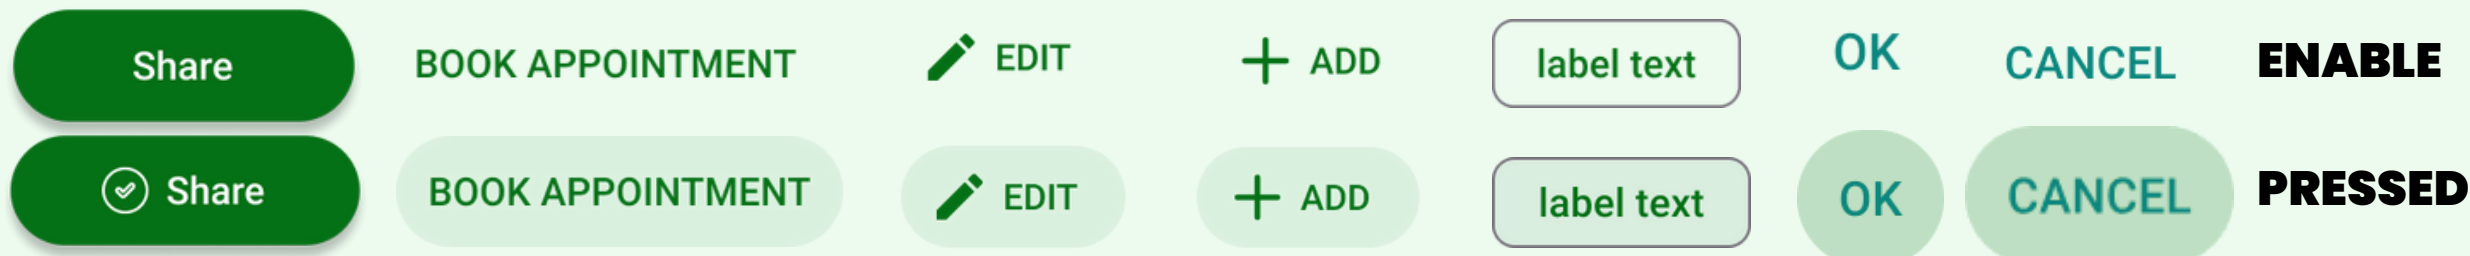 Share BOOK APPOINTMENT EDIT ADD label text OK CANCEL ENABLE
Share BOOK APPOINTMENT EDIT ADD label text OK CANCEL PRESSED